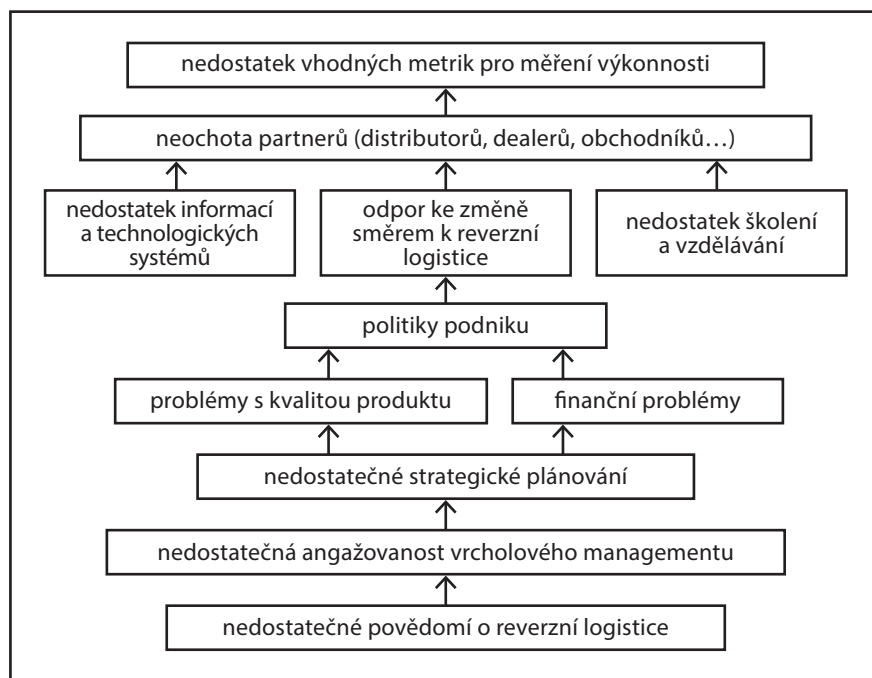 nedostatek vhodných metrik pro měření výkonnosti
neochota partnerů (distributorů, dealerů, obchodníků…)
nedostatek informací
a technologických
systémů
odpor ke změně
směrem k reverzní
logistice
nedostatek školení
a vzdělávání
politiky podniku
problémy s kvalitou produktu
finanční problémy
nedostatečné strategické plánování
nedostatečná angažovanost vrcholového managementu
nedostatečné povědomí o reverzní logistice